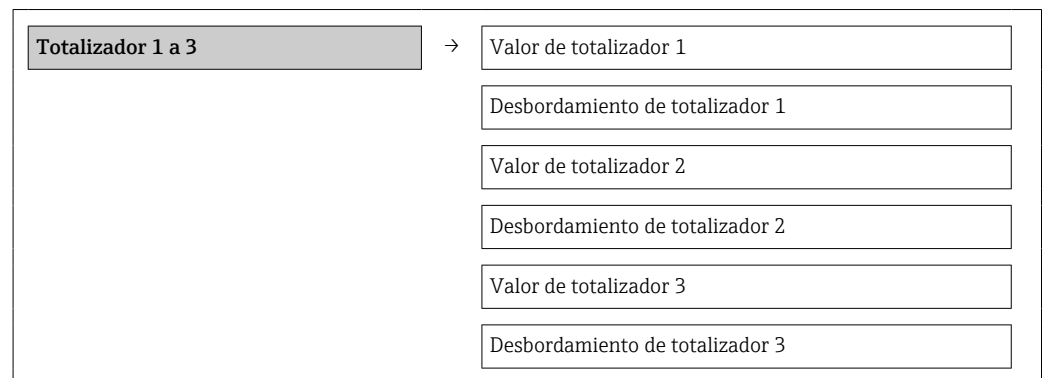 Totalizador 1 a 3 → Valor de totalizador 1
Desbordamiento de totalizador 1
Valor de totalizador 2
Desbordamiento de totalizador 2
Valor de totalizador 3
Desbordamiento de totalizador 3